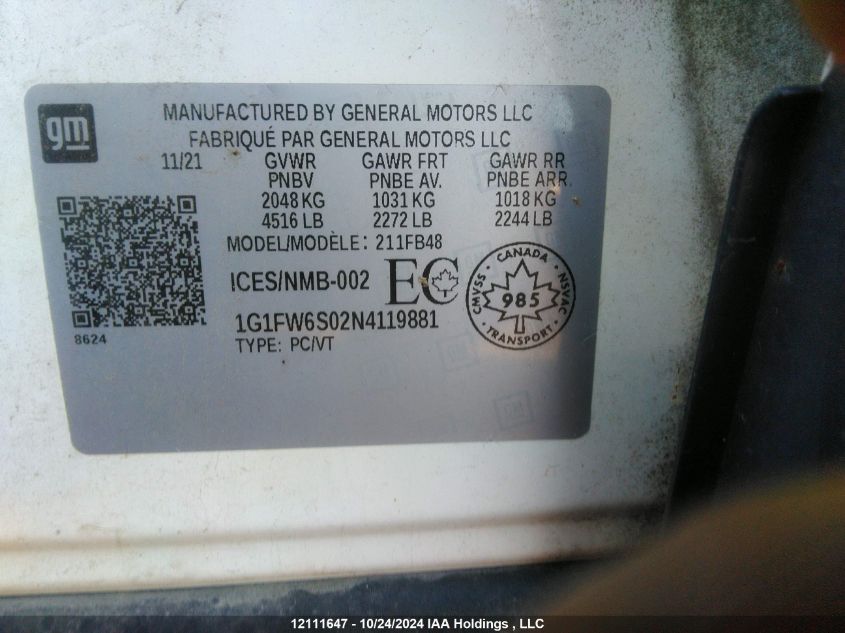 gm
MANUFACTURED BY GENERAL MOTORS LLC
FABRIQUÉ PAR GENERAL MOTORS LLC
11/21 GVWR GAWR FRT GAWR RR
PNBV PNBE AV. PNBE ARR.
2048 KG 1031 KG 1018 KG
4516 LB 2272 LB 2244 LB
MODEL/MODÈLE: 211FB48
ICES/NMB-002 EC
CANADA
CMVSS 985 NSVAC
TRANSPORT
8624
1G1FW6S02N4119881
TYPE: PC/VT
12111647 - 10/24/2024 IAA Holdings , LLC